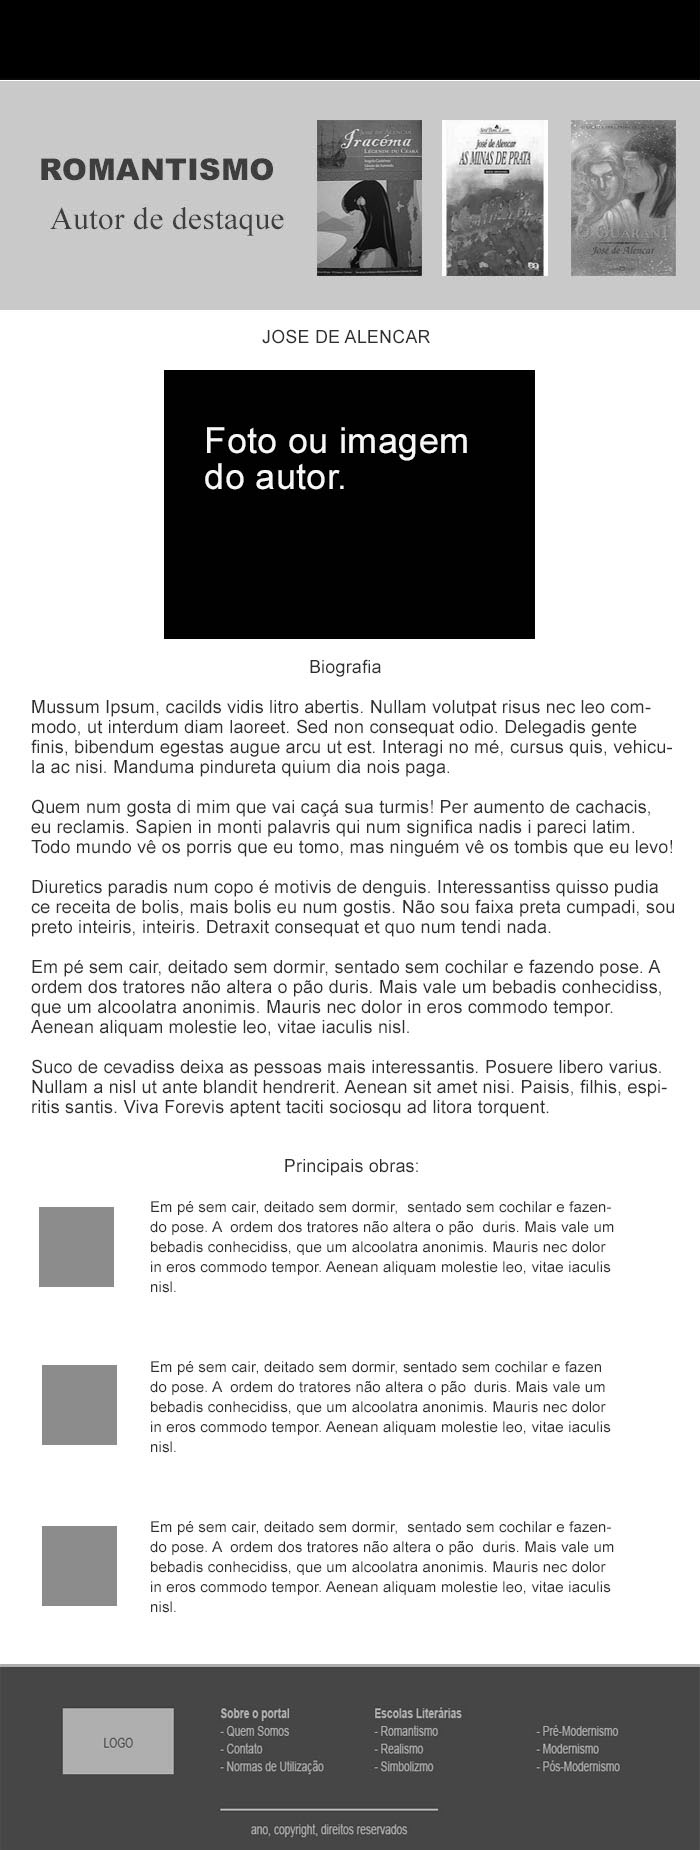 ROMANTISMO
Autor de destaque
JOSÉ DE ALENCAR
Iracéma
LÉGENDE DU CEARÁ
José de Alencar
AS MINAS DE PRATA
O GUARANI
José de Alencar
JOSE DE ALENCAR
Foto ou imagem
do autor.
Biografia
Mussum Ipsum, cacilds vidis litro abertis. Nullam volutpat risus nec leo com-
modo, ut interdum diam laoreet. Sed non consequat odio. Delegadis gente
finis, bibendum egestas augue arcu ut est. Interagi no mé, cursus quis, vehicu-
la ac nisi. Manduma pindureta quium dia nois paga.
Quem num gosta di mim que vai caçá sua turmis! Per aumento de cachacis,
eu reclamis. Sapien in monti palavris qui num significa nadis i pareci latim.
Todo mundo vê os porris que eu tomo, mas ninguém vê os tombis que eu levo!
Diuretics paradis num copo é motivis de denguis. Interessantiss quisso pudia
ce receita de bolis, mais bolis eu num gostis. Não sou faixa preta cumpadi, sou
preto inteiris, inteiris. Detraxit consequat et quo num tendi nada.
Em pé sem cair, deitado sem dormir, sentado sem cochilar e fazendo pose. A
ordem dos tratores não altera o pão duris. Mais vale um bebadis conhecidiss,
que um alcoolatra anonimis. Mauris nec dolor in eros commodo tempor.
Aenean aliquam molestie leo, vitae iaculis nisl.
Suco de cevadiss deixa as pessoas mais interessantis. Posuere libero varius.
Nullam a nisl ut ante blandit hendrerit. Aenean sit amet nisi. Paisis, filhis, espi-
ritis santis. Viva Forevis aptent taciti sociosqu ad litora torquent.
Principais obras:
Em pé sem cair, deitado sem dormir,  sentado sem cochilar e fazen-
do pose. A  ordem dos tratores não altera o pão  duris. Mais vale um
bebadis conhecidiss, que um alcoolatra anonimis. Mauris nec dolor
in eros commodo tempor. Aenean aliquam molestie leo, vitae iaculis
nisl.
Em pé sem cair, deitado sem dormir, sentado sem cochilar e fazen
do pose. A  ordem do tratores não altera o pão  duris. Mais vale um
bebadis conhecidiss, que um alcoolatra anonimis. Mauris nec dolor
in eros commodo tempor. Aenean aliquam molestie leo, vitae iaculis
nisl.
Em pé sem cair, deitado sem dormir,  sentado sem cochilar e fazen-
do pose. A  ordem dos tratores não altera o pão  duris. Mais vale um
bebadis conhecidiss, que um alcoolatra anonimis. Mauris nec dolor
in eros commodo tempor. Aenean aliquam molestie leo, vitae iaculis
nisl.
LOGO
Sobre o portal
- Quem Somos
- Contato
- Normas de Utilização
Escolas Literárias
- Romantismo
- Realismo
- Simbolizmo
- Pré-Modernismo
- Modernismo
- Pós-Modernismo
ano, copyright, direitos reservados